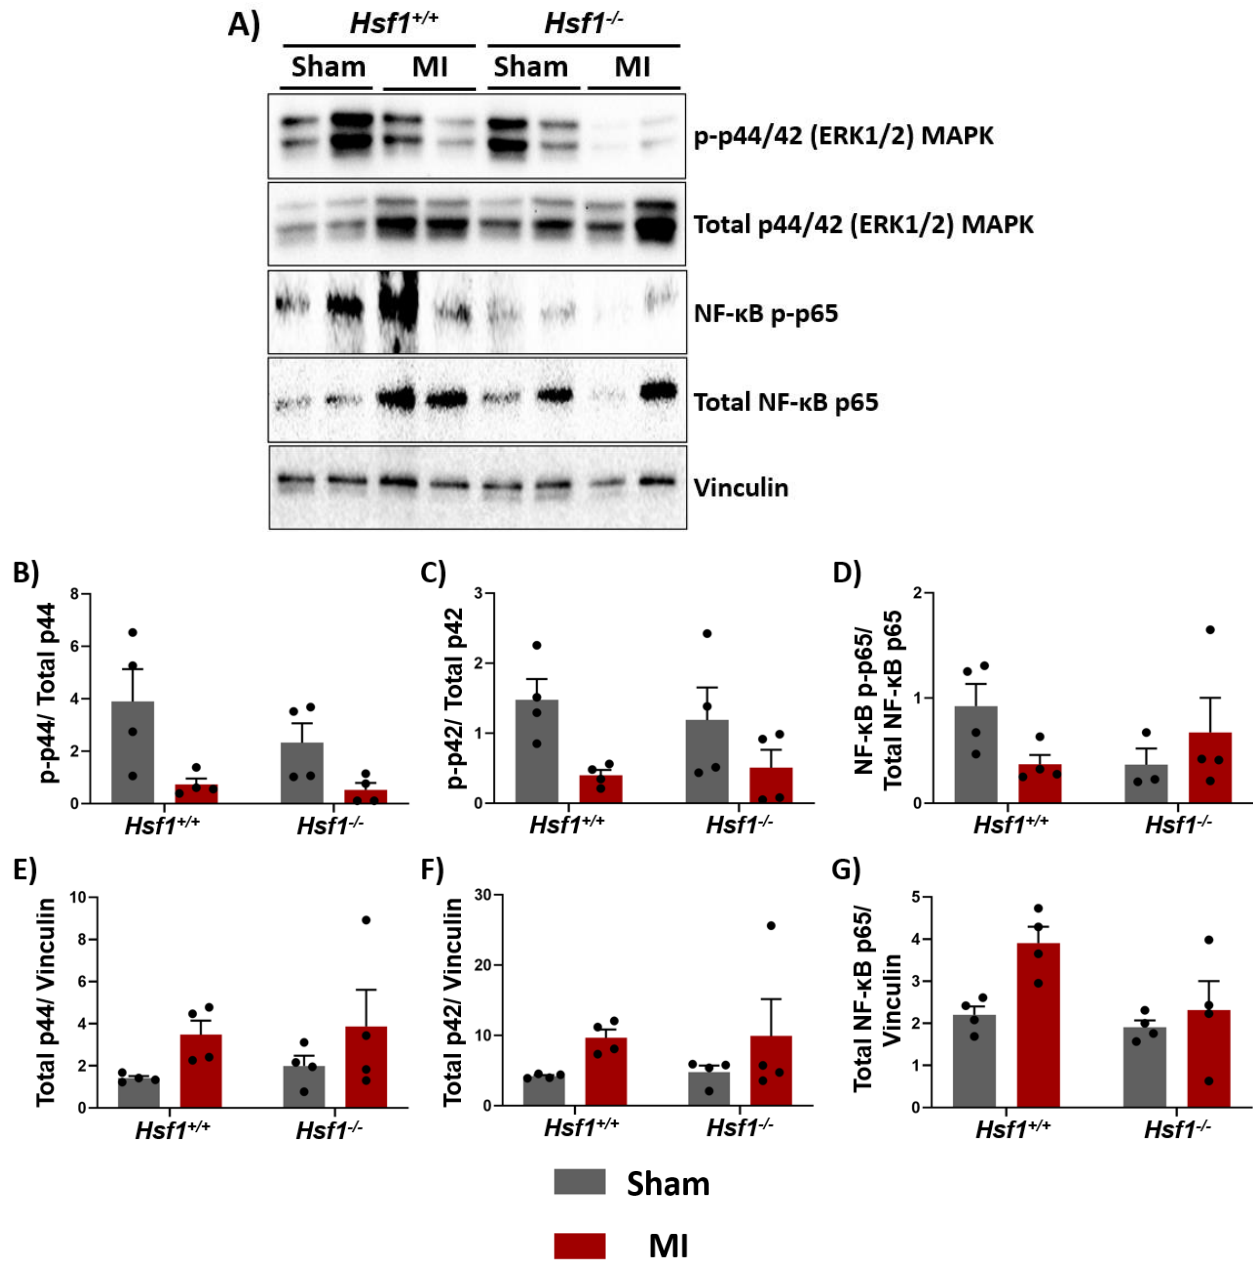 A)
Hsf1+/+ Hsf1-/-
Sham MI Sham MI
p-p44/42 (ERK1/2) MAPK
Total p44/42 (ERK1/2) MAPK
NF-κB p-p65
Total NF-κB p65
Vinculin
B)
p-p44/ Total p44
8
6
4
2
0
Hsf1+/+ Hsf1-/-
C)
p-p42/ Total p42
3
2
1
0
Hsf1+/+ Hsf1-/-
D)
NF-κB p-p65/
Total NF-κB p65
2
1
0
Hsf1+/+ Hsf1-/-
E)
Total p44/ Vinculin
10
8
6
4
2
0
Hsf1+/+ Hsf1-/-
F)
Total p42/ Vinculin
30
20
10
0
Hsf1+/+ Hsf1-/-
G)
Total NF-κB p65/
Vinculin
5
4
3
2
1
0
Hsf1+/+ Hsf1-/-
Sham
MI